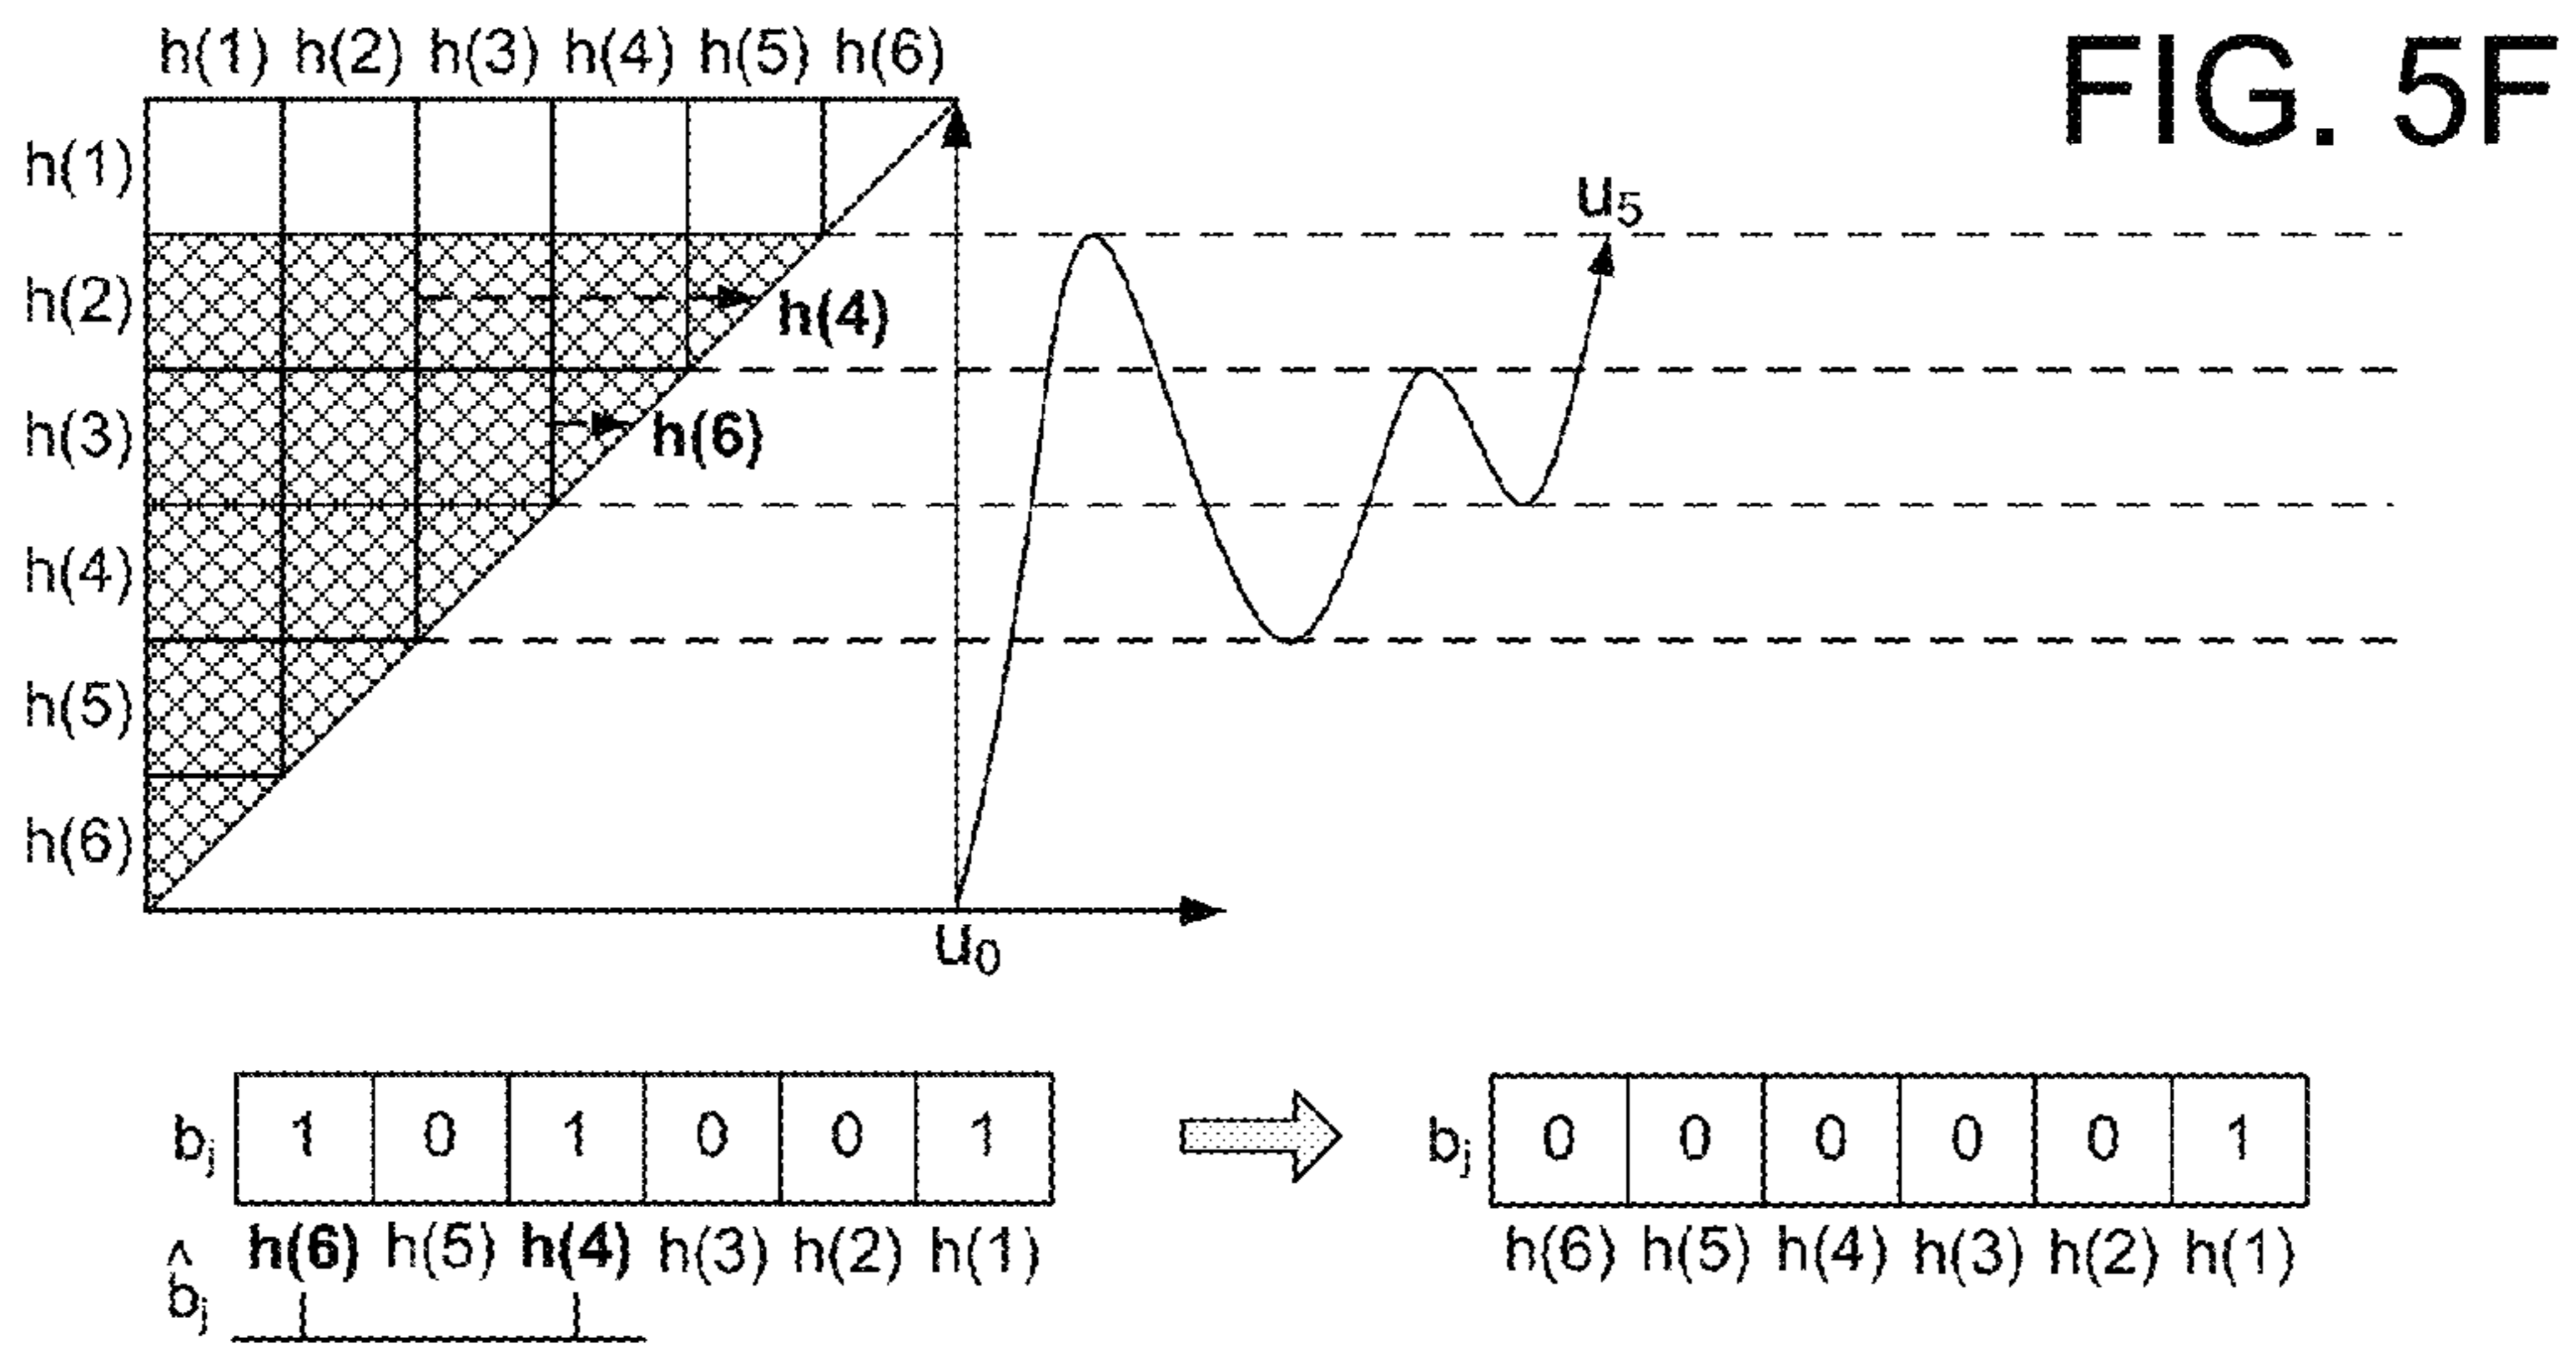 FIG. 5F
h(1) h(2) h(3) h(4) h(5) h(6)
h(1)
u5
h(2)
h(4)
h(3)
h(6)
h(4)
h(5)
h(6)
u0
bj 1 0 1 0 0 1
bj 0 0 0 0 0 1
h(6) h(5) h(4) h(3) h(2) h(1)
h(6) h(5) h(4) h(3) h(2) h(1)
b̂j